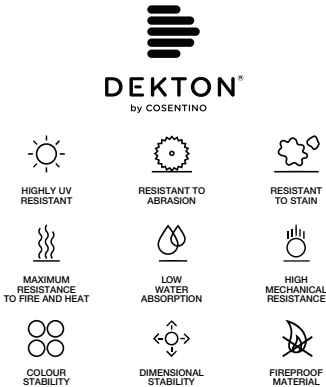 DEKTON®
by COSENTINO
HIGHLY UV
RESISTANT
RESISTANT TO
ABRASION
RESISTANT
TO STAIN
MAXIMUM
RESISTANCE
TO FIRE AND HEAT
LOW
WATER
ABSORPTION
HIGH
MECHANICAL
RESISTANCE
COLOUR
STABILITY
DIMENSIONAL
STABILITY
FIREPROOF
MATERIAL